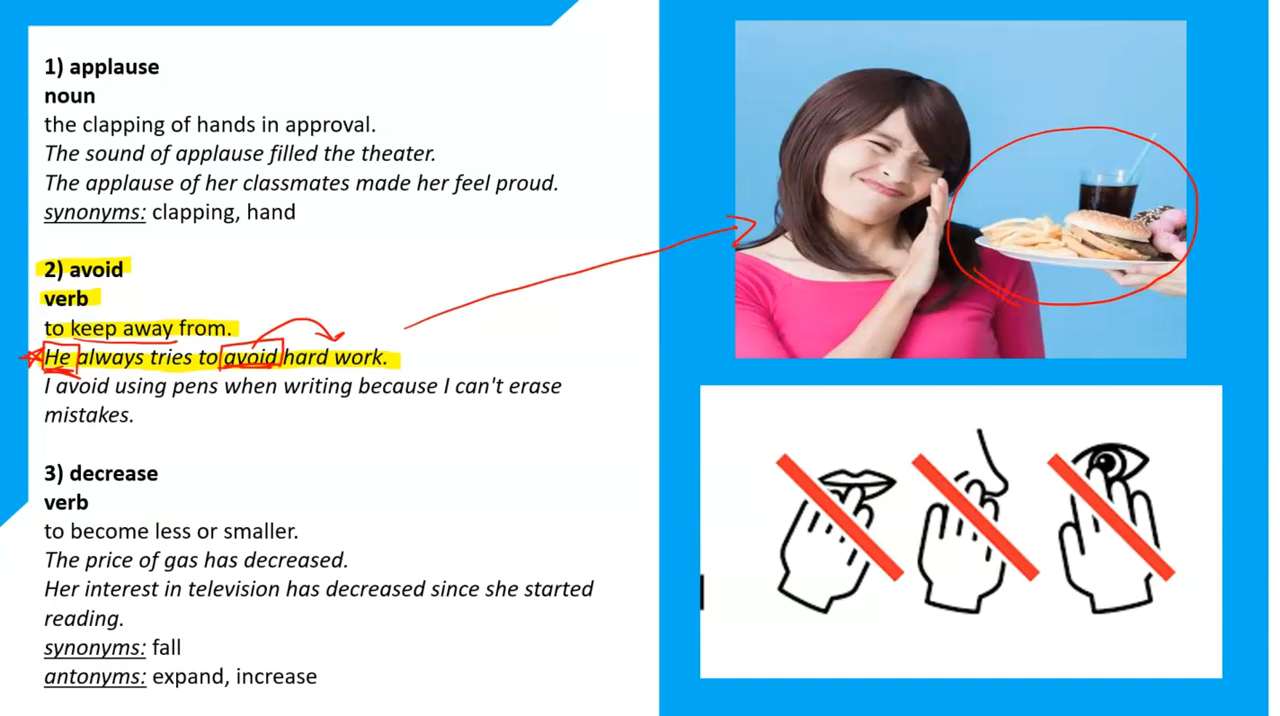 1) applause
noun
the clapping of hands in approval.
The sound of applause filled the theater.
The applause of her classmates made her feel proud.
synonyms: clapping, hand
2) avoid
verb
to keep away from.
He always tries to avoid hard work.
I avoid using pens when writing because I can't erase
mistakes.
3) decrease
verb
to become less or smaller.
The price of gas has decreased.
Her interest in television has decreased since she started
reading.
synonyms: fall
antonyms: expand, increase